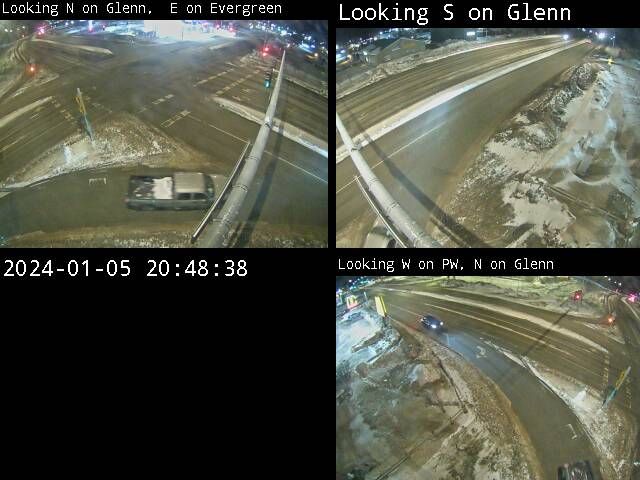 Looking N on Glenn, E on Evergreen
Looking S on Glenn
2024-01-05 20:48:38
Looking W on PW, N on Glenn